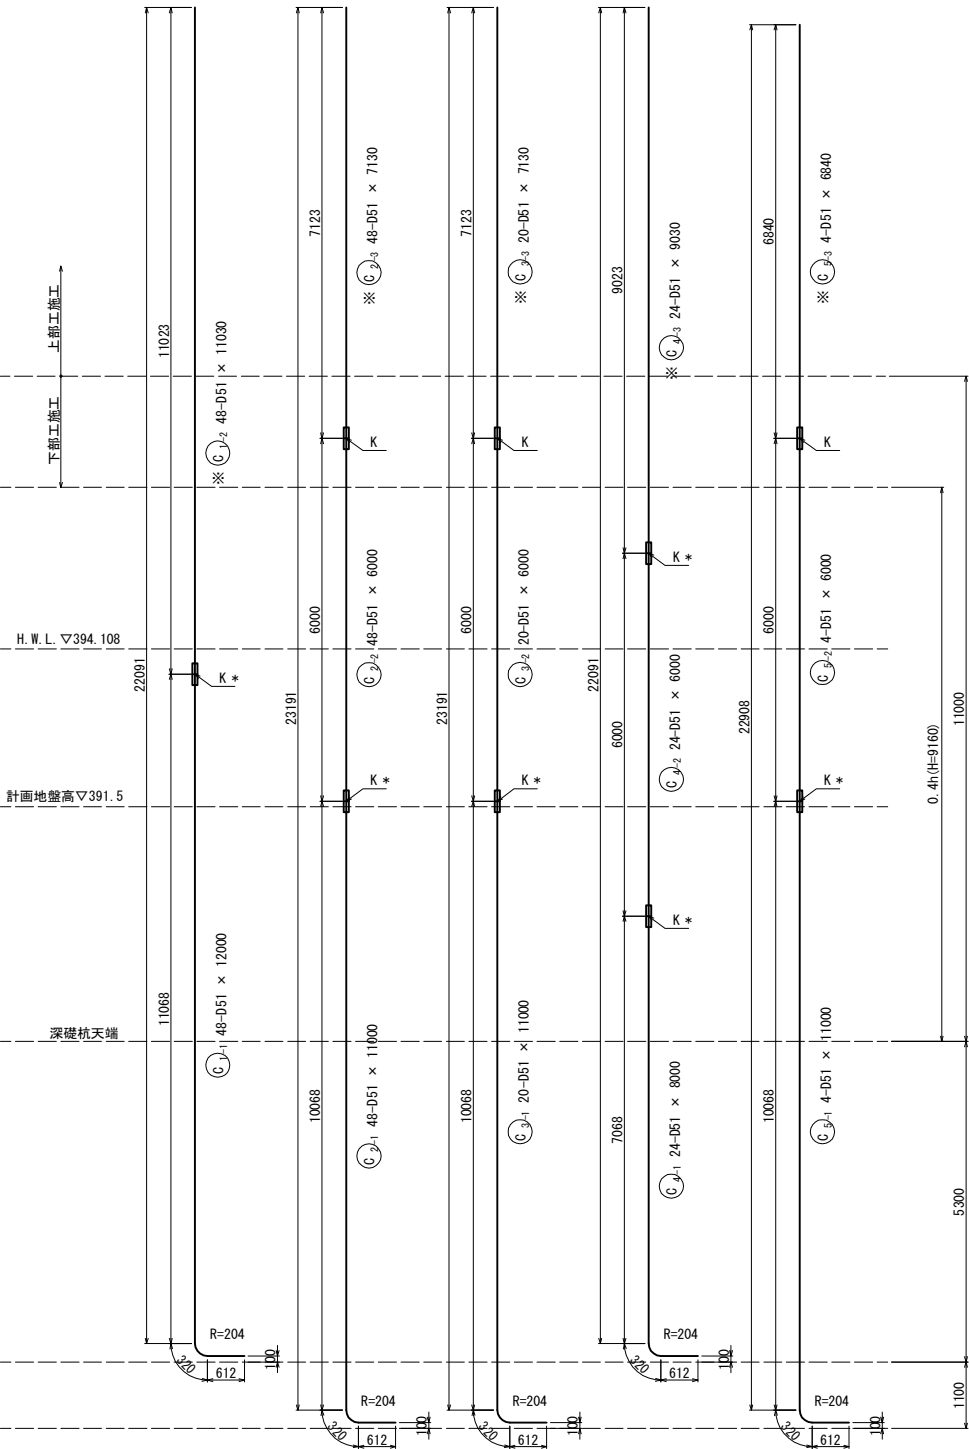 上部工施工
下部工施工
H.W.L. ▽394.108
計画地盤高▽391.5
深礎杭天端
22091
11023
11068
※ C1-2 48-D51 × 11030
K *
C1-1 48-D51 × 12000
R=204
320
612
100
23191
7123
6000
10068
※ C2-3 48-D51 × 7130
K
C2-2 48-D51 × 6000
K *
C2-1 48-D51 × 11000
R=204
320
612
100
23191
7123
6000
10068
※ C3-3 20-D51 × 7130
K
C3-2 20-D51 × 6000
K *
C3-1 20-D51 × 11000
320
612
100
22091
9023
6000
7068
※ C4-3 24-D51 × 9030
K *
C4-2 24-D51 × 6000
K *
C4-1 24-D51 × 8000
R=204
320
612
100
22908
6840
6000
10068
※ C5-3 4-D51 × 6840
K
C5-2 4-D51 × 6000
K *
C5-1 4-D51 × 11000
R=204
320
612
100
0.4h(H=9160)
11000
5300
1100